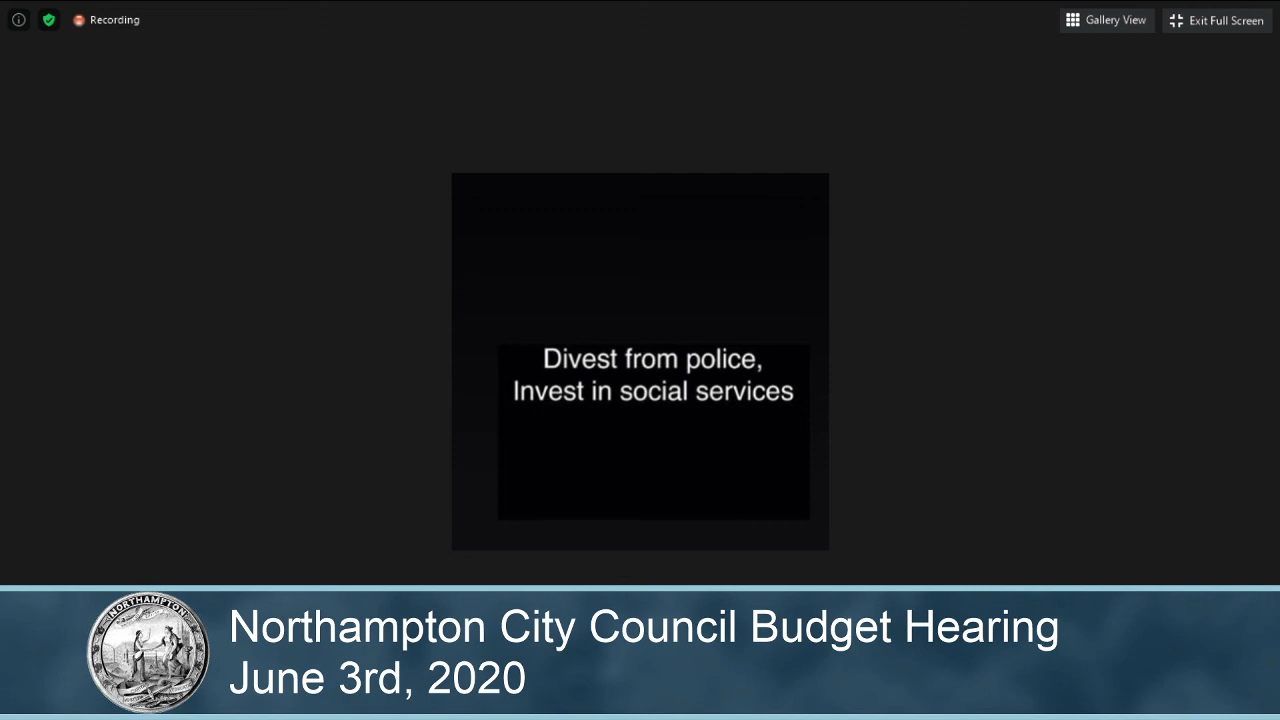 Recording
Gallery View
Exit Full Screen
Divest from police,
Invest in social services
NORTHAMPTON
Northampton City Council Budget Hearing
June 3rd, 2020